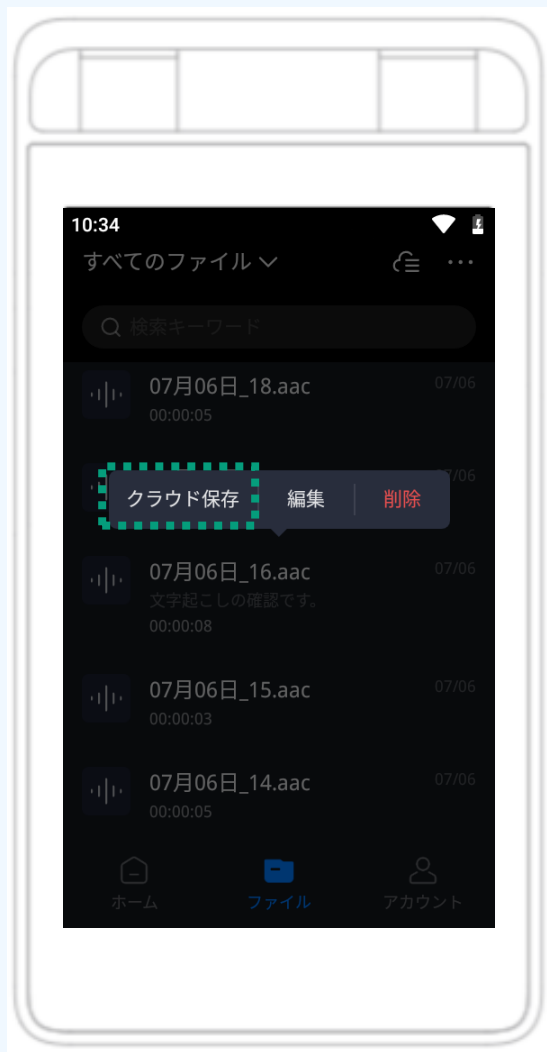 10:34
すべてのファイル
検索キーワード
07月06日_18.aac
07/06
00:00:05
7/06
クラウド保存 編集 削除
07月06日_16.aac
07/06
文字起こしの確認です。
00:00:08
07月06日_15.aac
07/06
00:00:03
07月06日_14.aac
07/06
00:00:05
ホーム ファイル アカウント